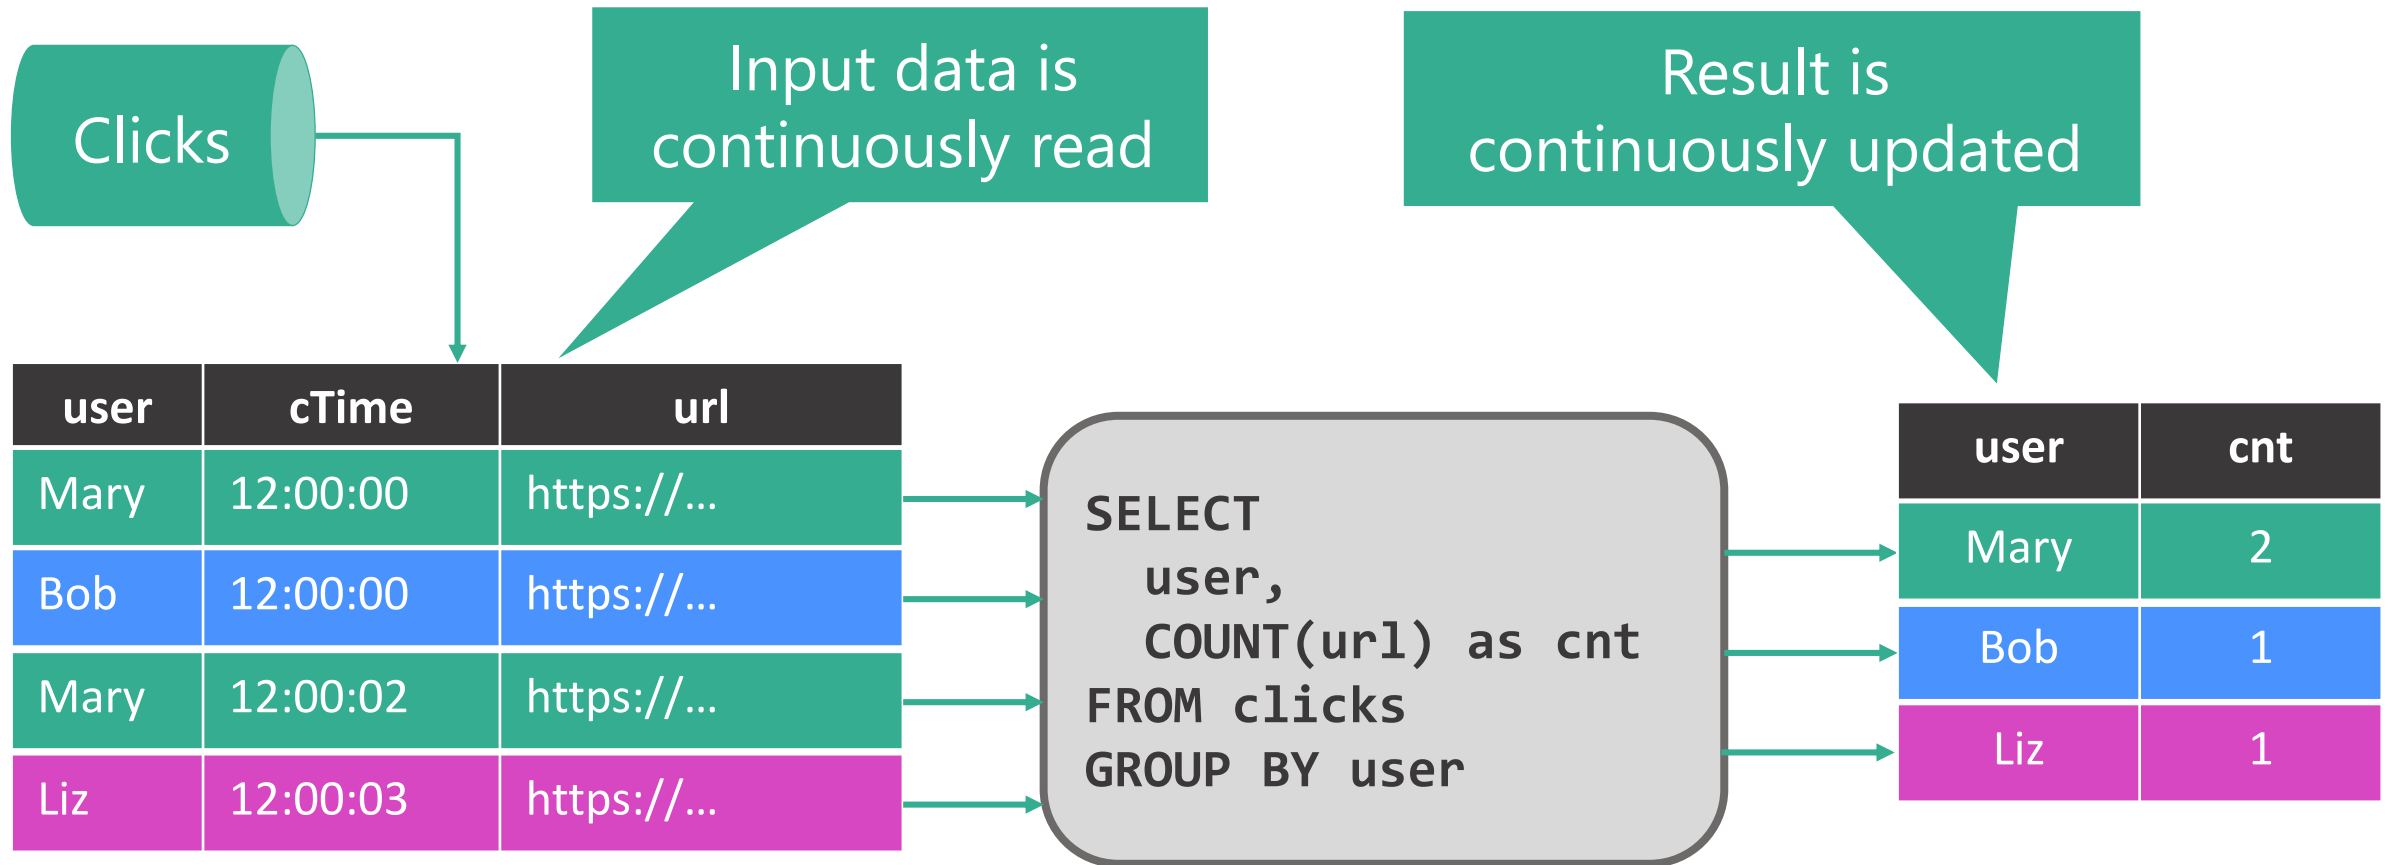 Clicks
Input data is
continuously read
Result is
continuously updated
user cTime url
Mary 12:00:00 https://...
Bob 12:00:00 https://...
Mary 12:00:02 https://...
Liz 12:00:03 https://...
SELECT
user,
COUNT(url) as cnt
FROM clicks
GROUP BY user
user cnt
Mary 2
Bob 1
Liz 1